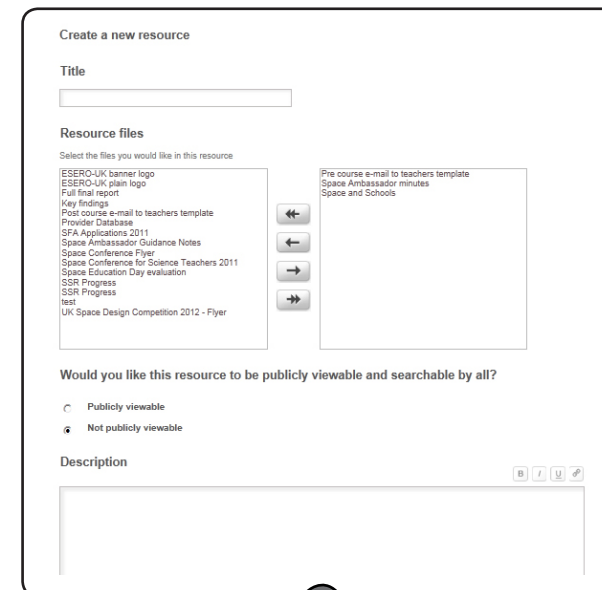 Create a new resource
Title
Resource files
Select the files you would like in this resource
ESERO-UK banner logo
ESERO-UK plain logo
Full final report
Key findings
Post course e-mail to teachers template
Provider Database
SFA Applications 2011
Space Ambassador Guidance Notes
Space Conference Flyer
Space Conference for Science Teachers 2011
Space Education Day evaluation
SSR Progress
SSR Progress
test
UK Space Design Competition 2012 - Flyer
Pre course e-mail to teachers template
Space Ambassador minutes
Space and Schools
Would you like this resource to be publicly viewable and searchable by all?
Publicly viewable
Not publicly viewable
Description
B I U